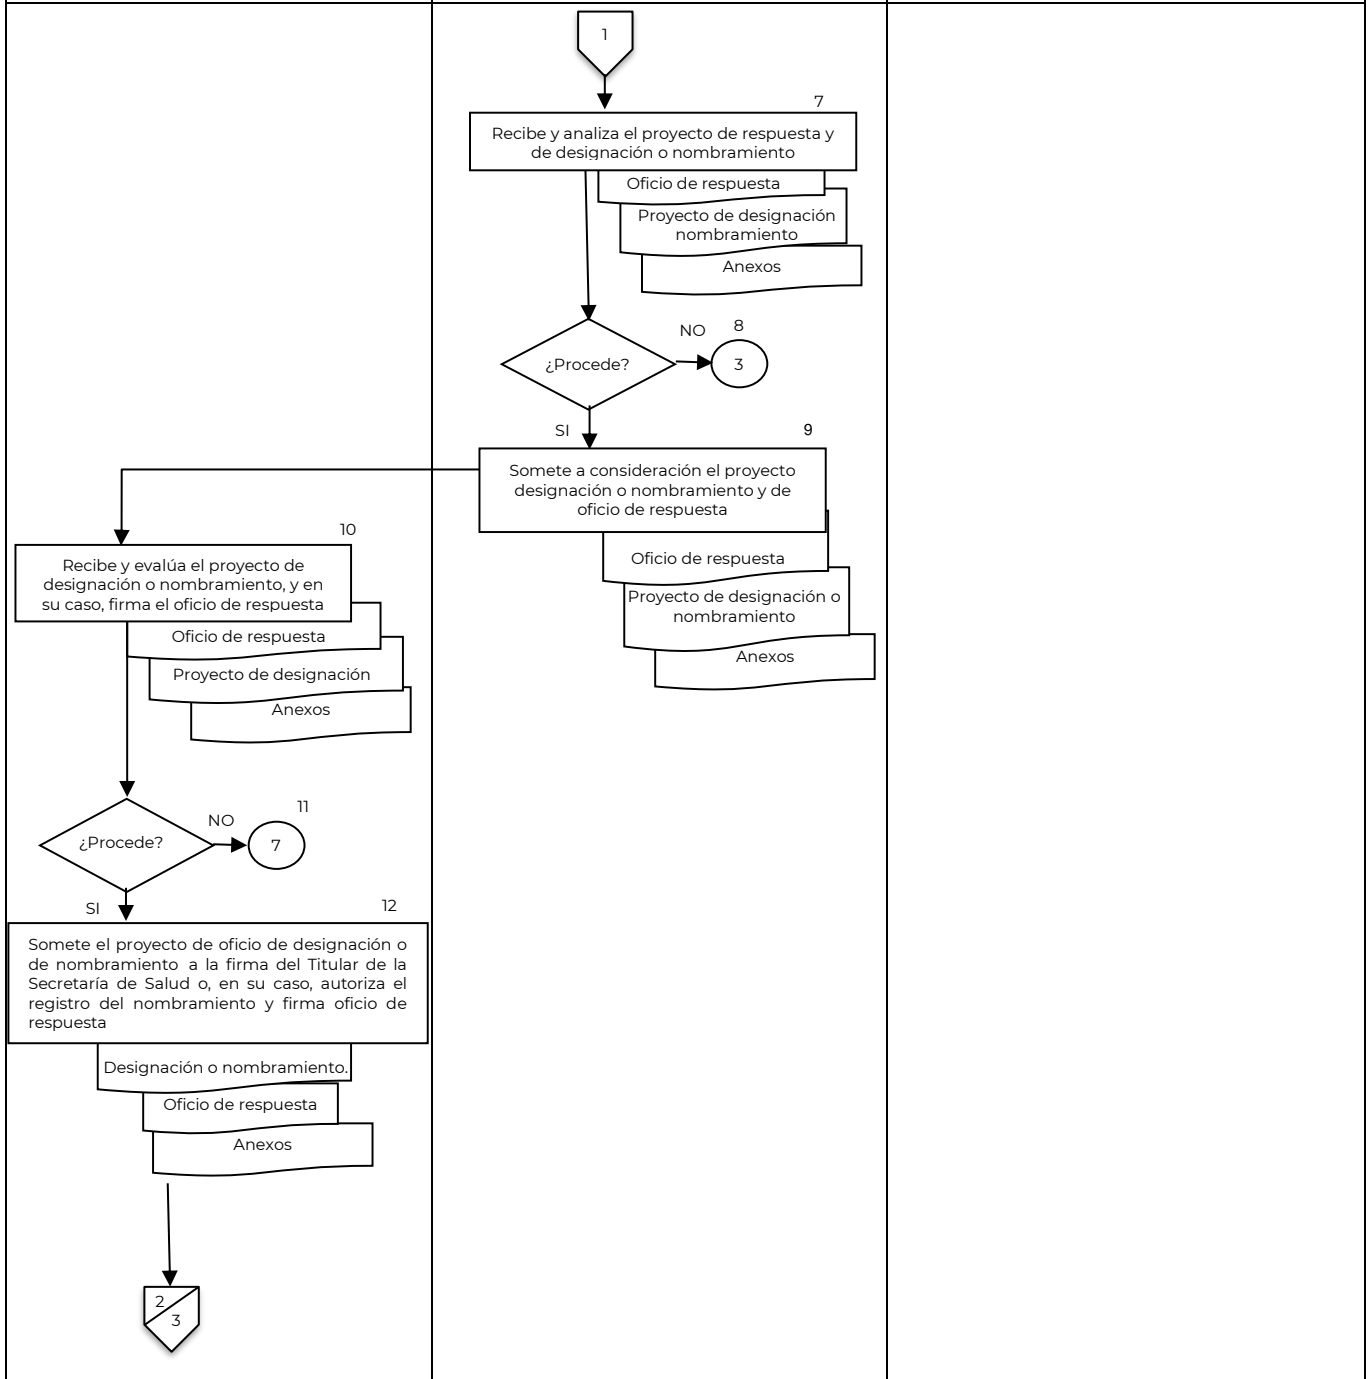 1
7
Recibe y analiza el proyecto de respuesta y
de designación o nombramiento
Oficio de respuesta
Proyecto de designación
nombramiento
Anexos
¿Procede?
NO
8
3
SI
9
Somete a consideración el proyecto
designación o nombramiento y de
oficio de respuesta
Oficio de respuesta
Proyecto de designación o
nombramiento
Anexos
10
Recibe y evalúa el proyecto de
designación o nombramiento, y en
su caso, firma el oficio de respuesta
Oficio de respuesta
Proyecto de designación
Anexos
¿Procede?
NO
11
7
SI
12
Somete el proyecto de oficio de designación o
de nombramiento a la firma del Titular de la
Secretaría de Salud o, en su caso, autoriza el
registro del nombramiento y firma oficio de
respuesta
Designación o nombramiento.
Oficio de respuesta
Anexos
2
3